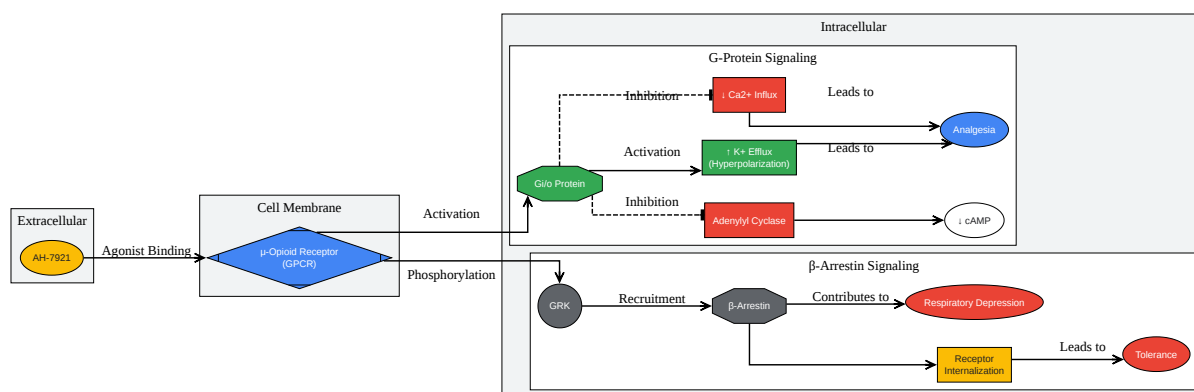 Intracellular
G-Protein Signaling
Inhibition
↓ Ca2+ Influx
Leads to
Analgesia
Activation
↑ K+ Efflux
(Hyperpolarization)
Leads to
Gi/o Protein
Inhibition
Adenylyl Cyclase
↓ cAMP
Extracellular
AH-7921
Agonist Binding
Cell Membrane
μ-Opioid Receptor
(GPCR)
Activation
Phosphorylation
β-Arrestin Signaling
GRK
Recruitment
β-Arrestin
Contributes to
Respiratory Depression
Receptor
Internalization
Leads to
Tolerance